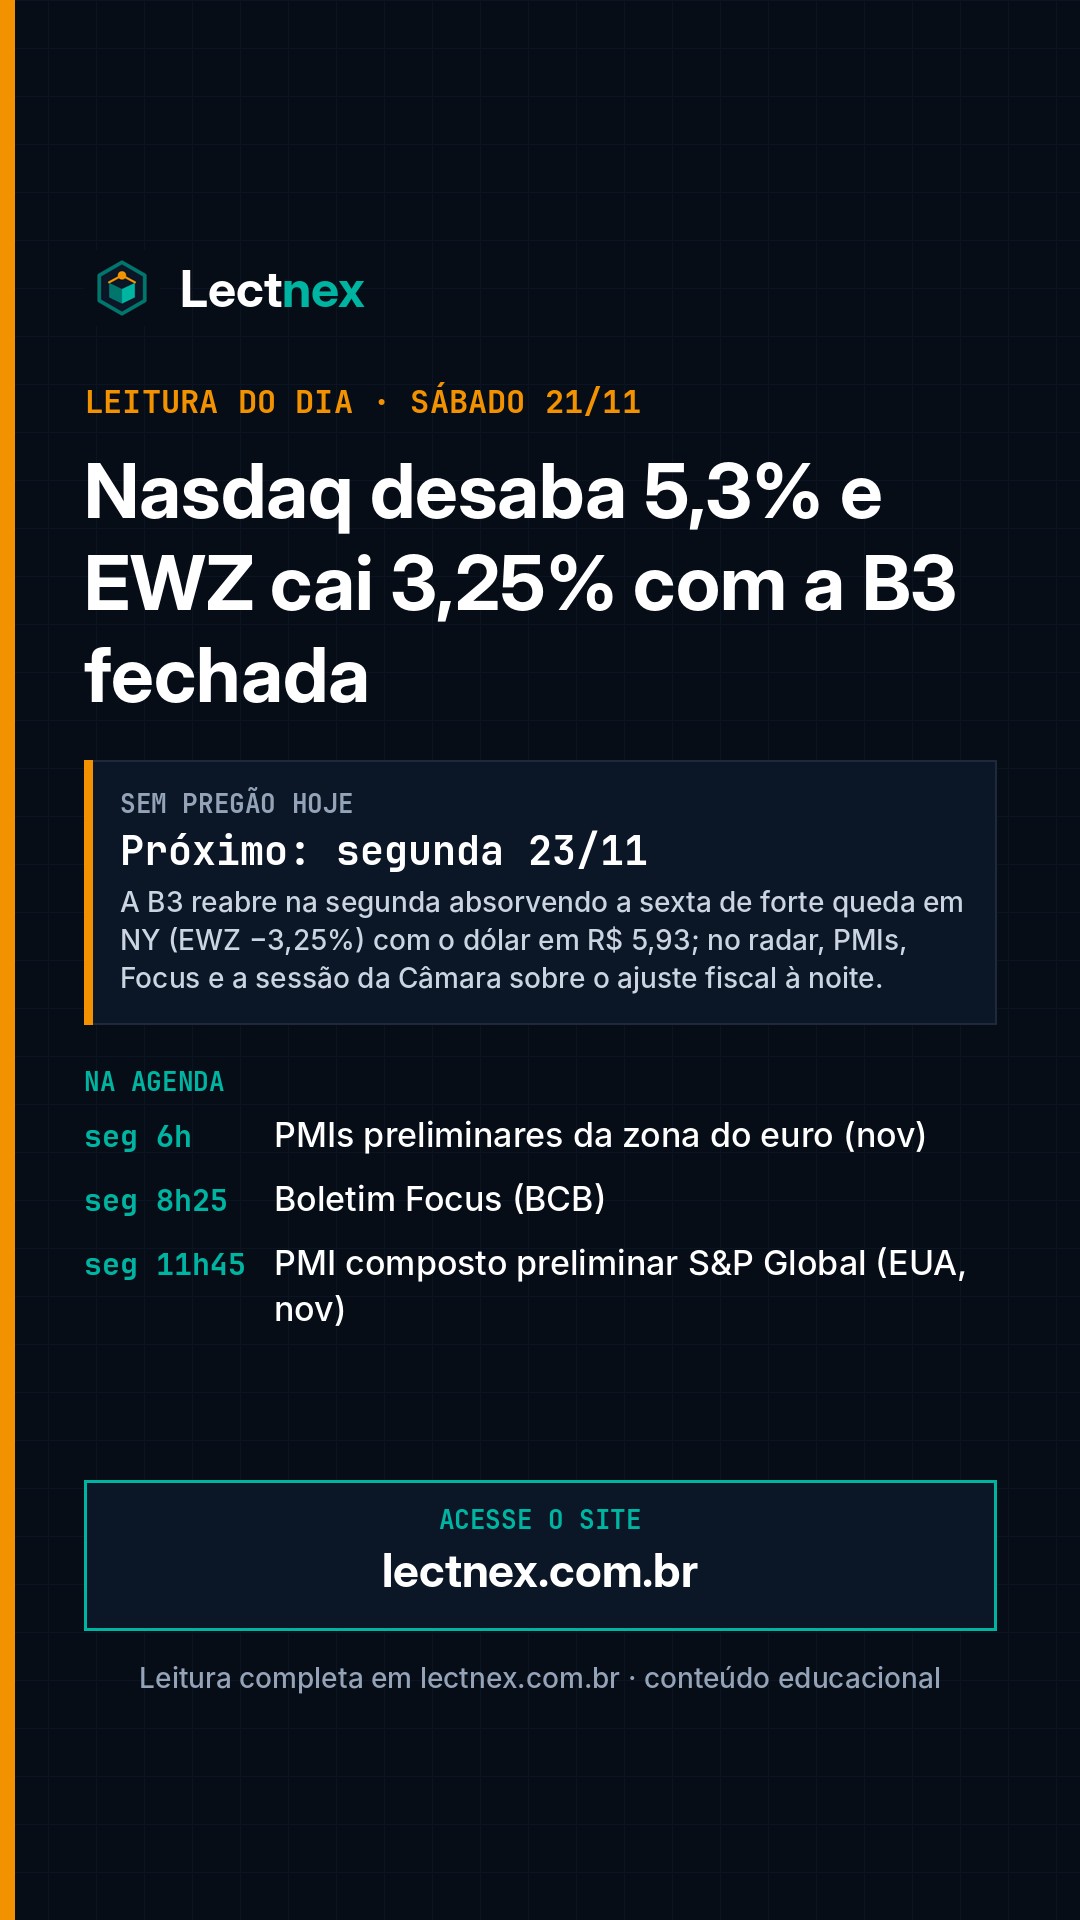 Lectnex
LEITURA DO DIA · SÁBADO 21/11
Nasdaq desaba 5,3% e
EWZ cai 3,25% com a B3
fechada
SEM PREGÃO HOJE
Próximo: segunda 23/11
A B3 reabre na segunda absorvendo a sexta de forte queda em
NY (EWZ −3,25%) com o dólar em R$ 5,93; no radar, PMIs,
Focus e a sessão da Câmara sobre o ajuste fiscal à noite.
NA AGENDA
seg 6h PMIs preliminares da zona do euro (nov)
seg 8h25 Boletim Focus (BCB)
seg 11h45 PMI composto preliminar S&P Global (EUA,
nov)
ACESSE O SITE
lectnex.com.br
Leitura completa em lectnex.com.br · conteúdo educacional